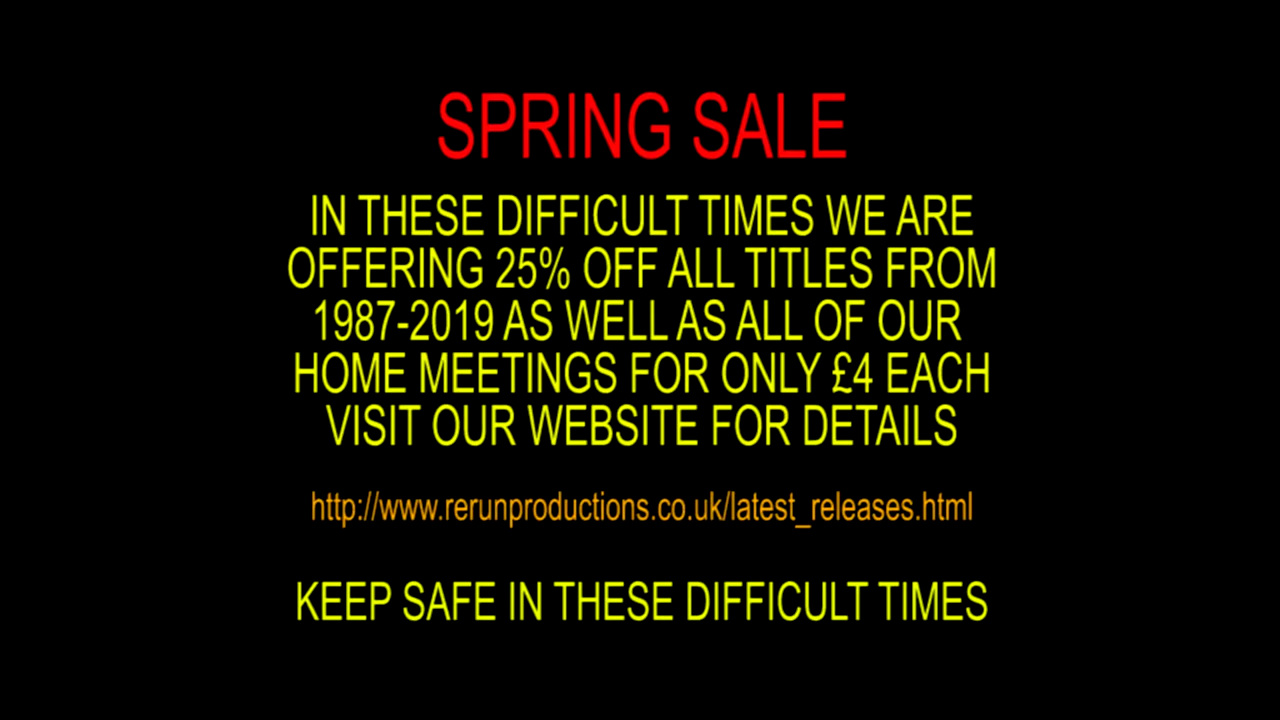 SPRING SALE
IN THESE DIFFICULT TIMES WE ARE
OFFERING 25% OFF ALL TITLES FROM
1987-2019 AS WELL AS ALL OF OUR
HOME MEETINGS FOR ONLY £4 EACH
VISIT OUR WEBSITE FOR DETAILS
http://www.rerunproductions.co.uk/latest_releases.html
KEEP SAFE IN THESE DIFFICULT TIMES